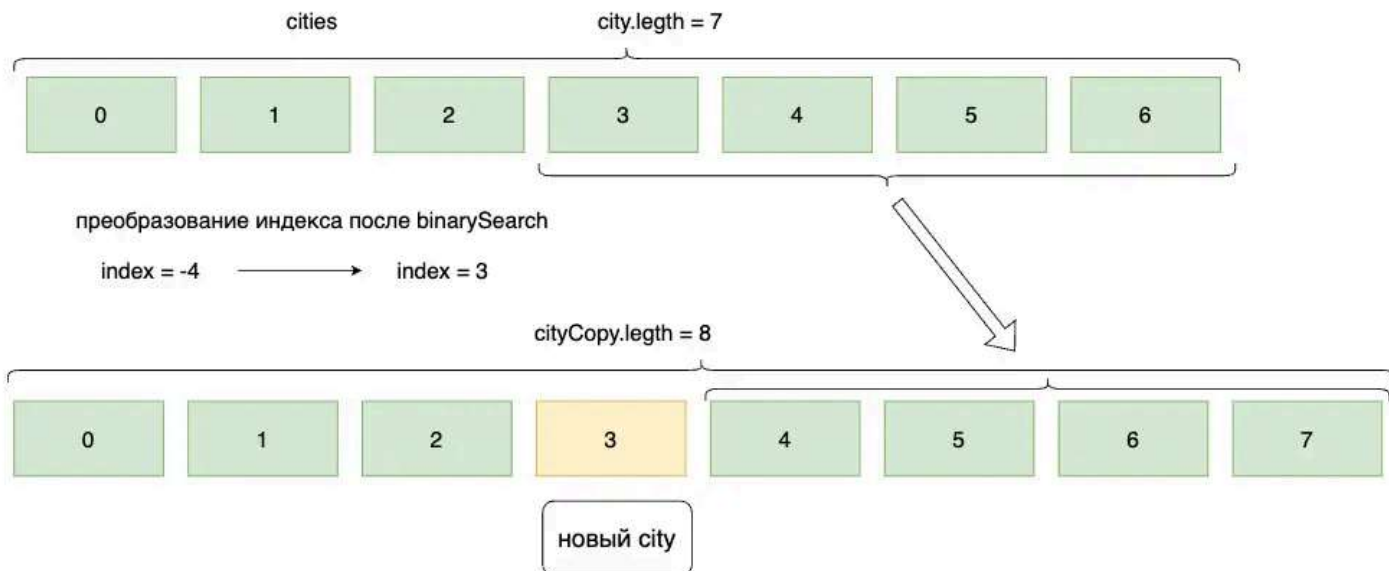 cities city.legth = 7
0 1 2 3 4 5 6
преобразование индекса после binarySearch
index = -4 index = 3
cityCopy.legth = 8
0 1 2 3 4 5 6 7
новый city